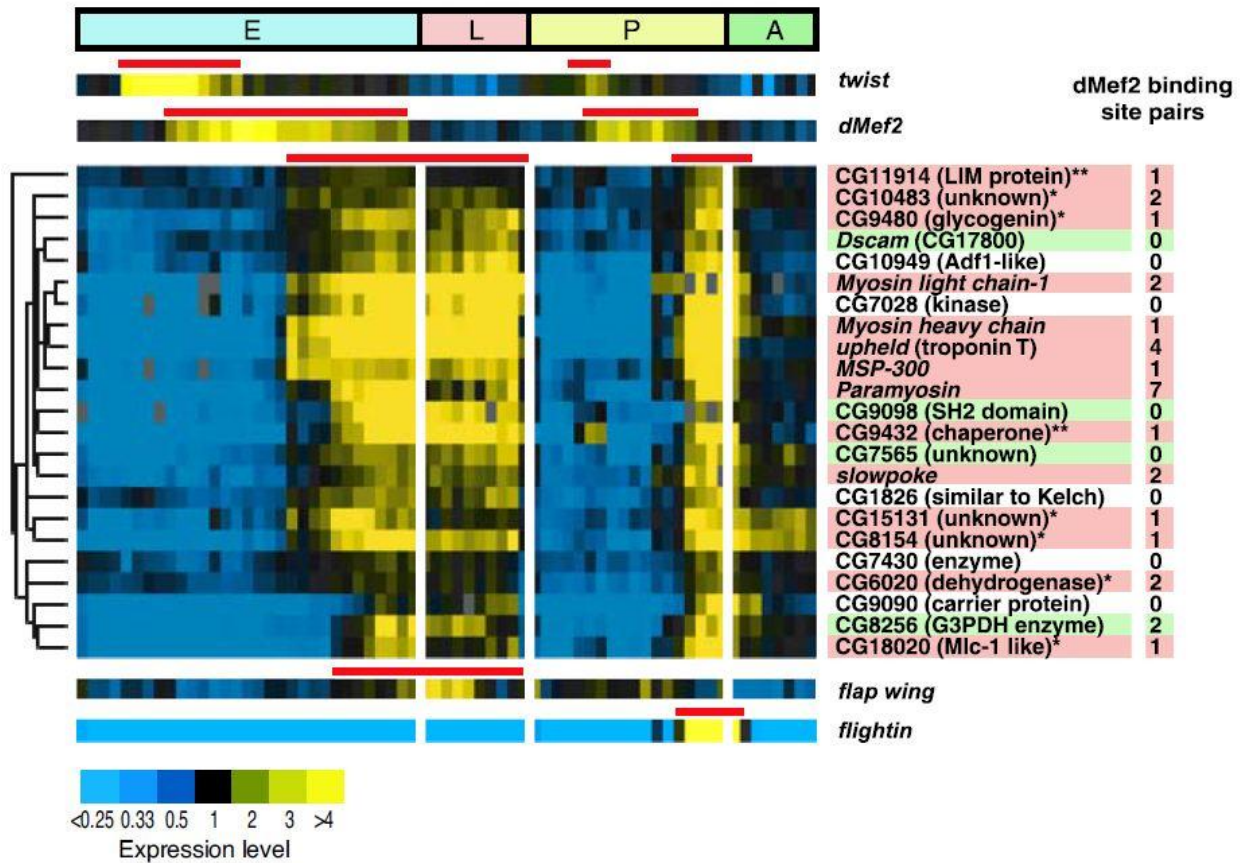 E L P A
twist
dMef2 binding
site pairs
dMef2
CG11914 (LIM protein)** 1
CG10483 (unknown)* 2
CG9480 (glycogenin)* 1
Dscam (CG17800) 0
CG10949 (Adf1-like) 0
Myosin light chain-1 2
CG7028 (kinase) 0
Myosin heavy chain 1
upheld (troponin T) 4
MSP-300 1
Paramyosin 7
CG9098 (SH2 domain) 0
CG9432 (chaperone)** 1
CG7565 (unknown) 0
slowpoke 2
CG1826 (similar to Kelch) 0
CG15131 (unknown)* 1
CG8154 (unknown)* 1
CG7430 (enzyme) 0
CG6020 (dehydrogenase)* 2
CG9090 (carrier protein) 0
CG8256 (G3PDH enzyme) 2
CG18020 (Mlc-1 like)* 1
flap wing
flightin
<0.25 0.33 0.5 1 2 3 >4
Expression level